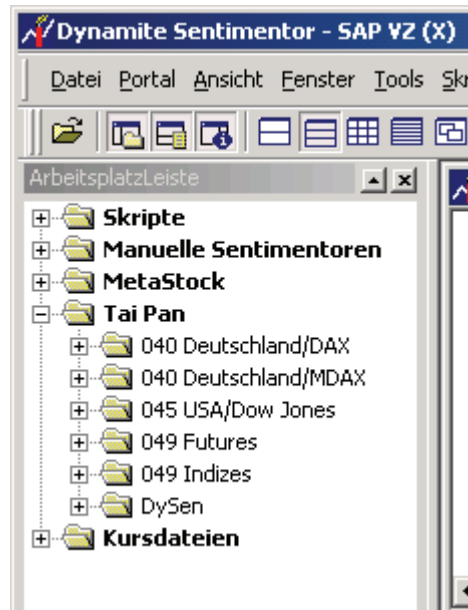 Dynamite Sentimentor - SAP VZ (X)
Datei Portal Ansicht Fenster Tools Skr
ArbeitsplatzLeiste
Skripte
Manuelle Sentimentoren
MetaStock
Tai Pan
040 Deutschland/DAX
040 Deutschland/MDAX
045 USA/Dow Jones
049 Futures
049 Indizes
DySen
Kursdateien